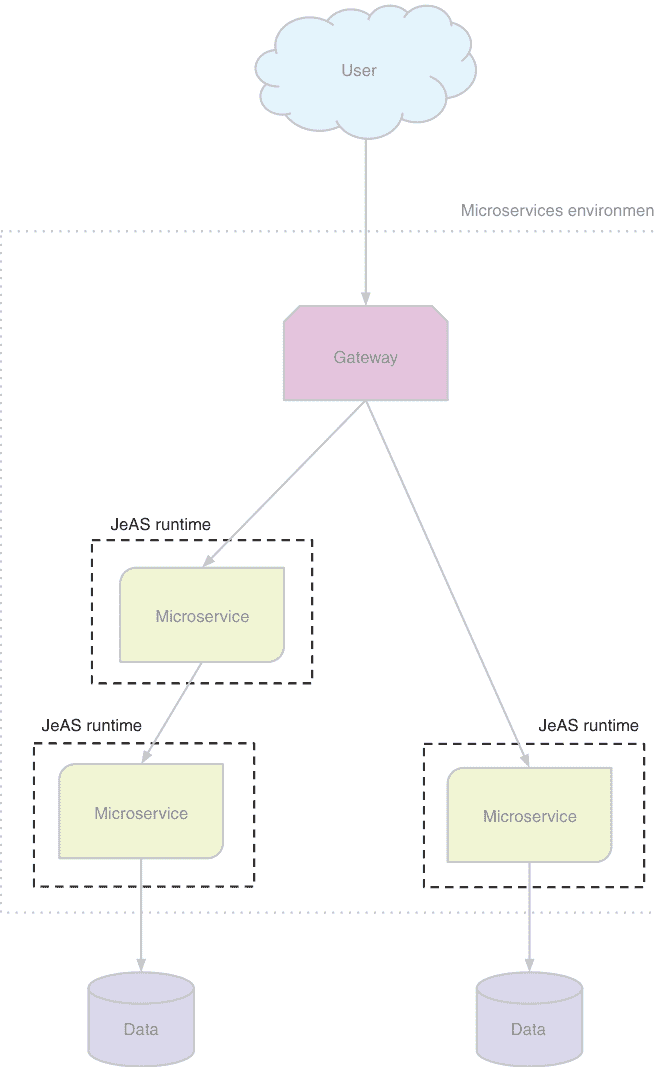 User
Microservices environmen
Gateway
JeAS runtime
Microservice
JeAS runtime
JeAS runtime
Microservice
Microservice
Data
Data